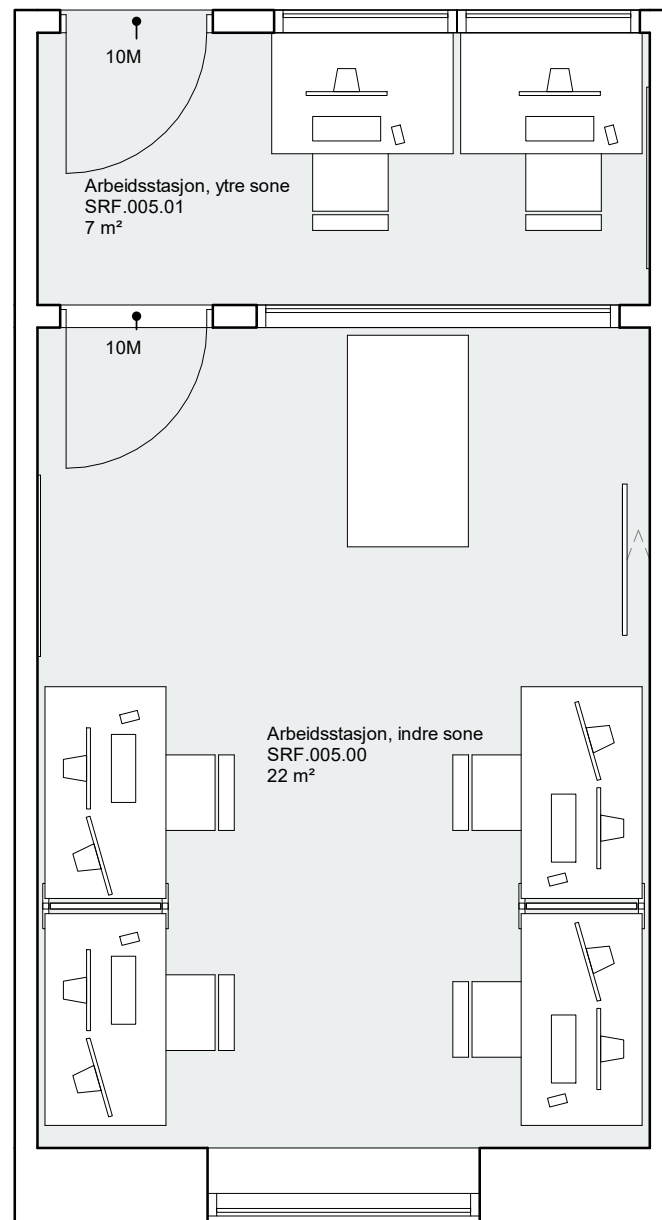 10M
Arbeidsstasjon, ytre sone
SRF.005.01
7 m²
10M
Arbeidsstasjon, indre sone
SRF.005.00
22 m²